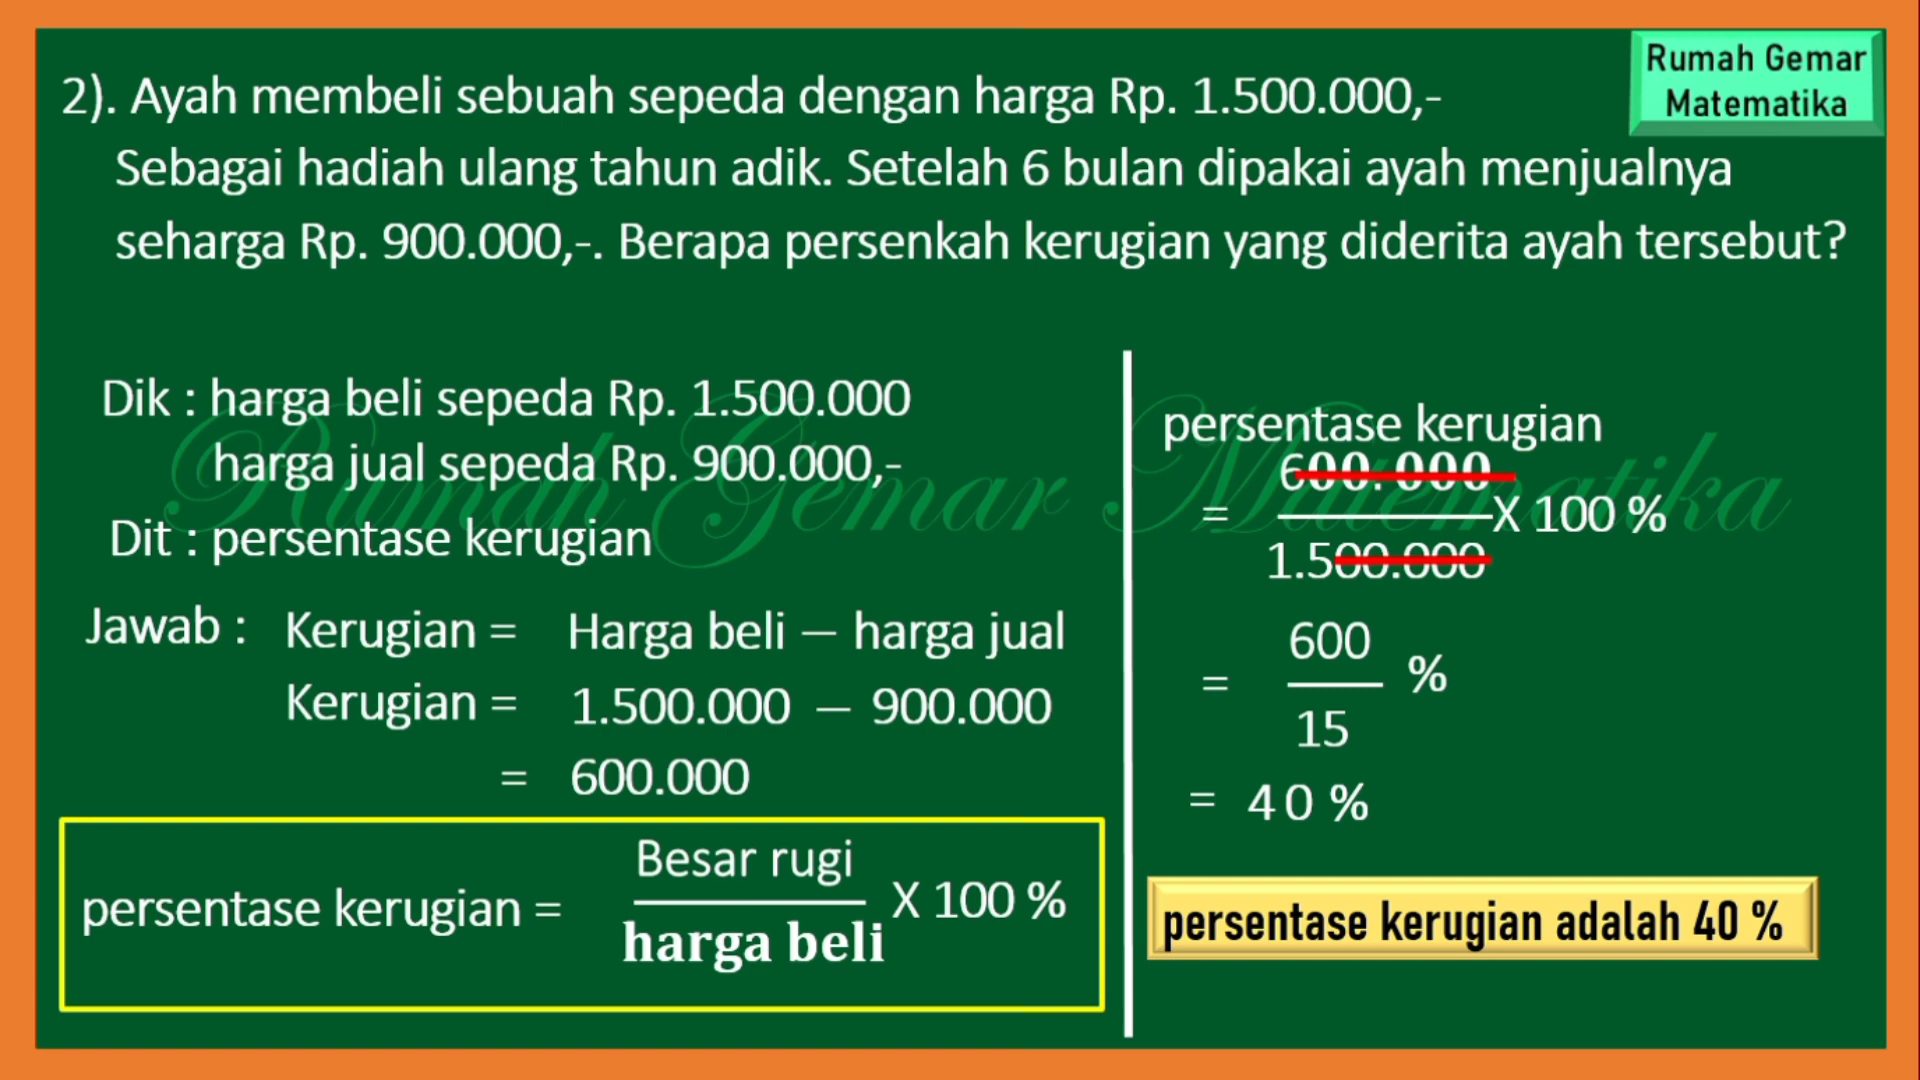 Rumah Gemar
Matematika
2). Ayah membeli sebuah sepeda dengan harga Rp. 1.500.000,-
Sebagai hadiah ulang tahun adik. Setelah 6 bulan dipakai ayah menjualnya
seharga Rp. 900.000,-. Berapa persenkah kerugian yang diderita ayah tersebut?
Dik : harga beli sepeda Rp. 1.500.000
harga jual sepeda Rp. 900.000,-
Dit : persentase kerugian
Jawab : Kerugian = Harga beli – harga jual
Kerugian = 1.500.000 – 900.000
= 600.000
Besar rugi
persentase kerugian = X 100 %
harga beli
persentase kerugian
600.000
= X 100 %
1.500.000
600
= %
15
= 40 %
persentase kerugian adalah 40 %
Rumah Gemar Matematika